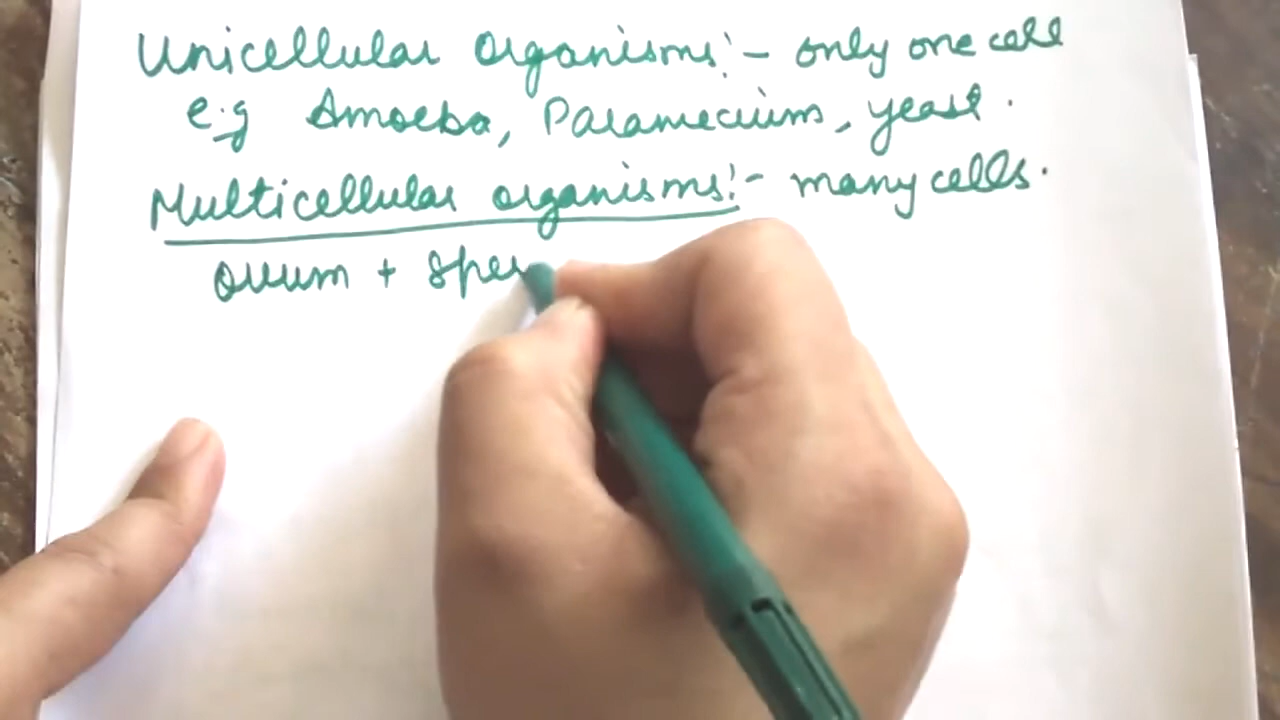 Unicellular organisms:- only one cell
e.g Amoeba, Paramecium, yeast.
Multicellular organisms:- many cells.
ovum +